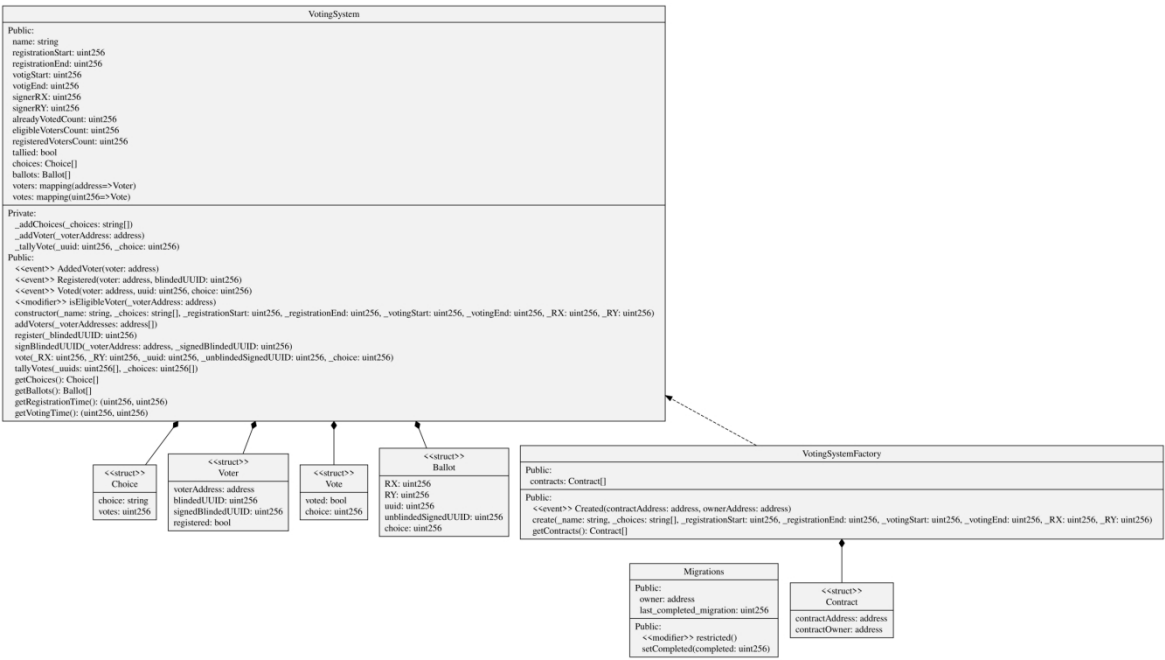 VotingSystem
Public:
name: string
registrationStart: uint256
registrationEnd: uint256
votigStart: uint256
votigEnd: uint256
signerRX: uint256
signerRY: uint256
alreadyVotedCount: uint256
eligibleVotersCount: uint256
registeredVotersCount: uint256
tallied: bool
choices: Choice[]
ballots: Ballot[]
voters: mapping(address=>Voter)
votes: mapping(uint256=>Vote)
Private:
_addChoices(_choices: string[])
_addVoter(_voterAddress: address)
_tallyVote(_uuid: uint256, _choice: uint256)
Public:
<<event>> AddedVoter(voter: address)
<<event>> Registered(voter: address, blindedUUID: uint256)
<<event>> Voted(voter: address, uuid: uint256, choice: uint256)
<<modifier>> isEligibleVoter(_voterAddress: address)
constructor(_name: string, _choices: string[], _registrationStart: uint256, _registrationEnd: uint256, _votingStart: uint256, _votingEnd: uint256, _RX: uint256, _RY: uint256)
addVoters(_voterAddresses: address[])
register(_blindedUUID: uint256)
signBlindedUUID(_voterAddress: address, _signedBlindedUUID: uint256)
vote(_RX: uint256, _RY: uint256, _uuid: uint256, _unblindedSignedUUID: uint256, _choice: uint256)
tallyVotes(_uuids: uint256[], _choices: uint256[])
getChoices(): Choice[]
getBallots(): Ballot[]
getRegistrationTime(): (uint256, uint256)
getVotingTime(): (uint256, uint256)
<<struct>>
Choice
choice: string
votes: uint256
<<struct>>
Voter
voterAddress: address
blindedUUID: uint256
signedBlindedUUID: uint256
registered: bool
<<struct>>
Vote
voted: bool
choice: uint256
<<struct>>
Ballot
RX: uint256
RY: uint256
uuid: uint256
unblindedSignedUUID: uint256
choice: uint256
VotingSystemFactory
Public:
contracts: Contract[]
Public:
<<event>> Created(contractAddress: address, ownerAddress: address)
create(_name: string, _choices: string[], _registrationStart: uint256, _registrationEnd: uint256, _votingStart: uint256, _votingEnd: uint256, _RX: uint256, _RY: uint256)
getContracts(): Contract[]
Migrations
Public:
owner: address
last_completed_migration: uint256
Public:
<<modifier>> restricted()
setCompleted(completed: uint256)
<<struct>>
Contract
contractAddress: address
contractOwner: address